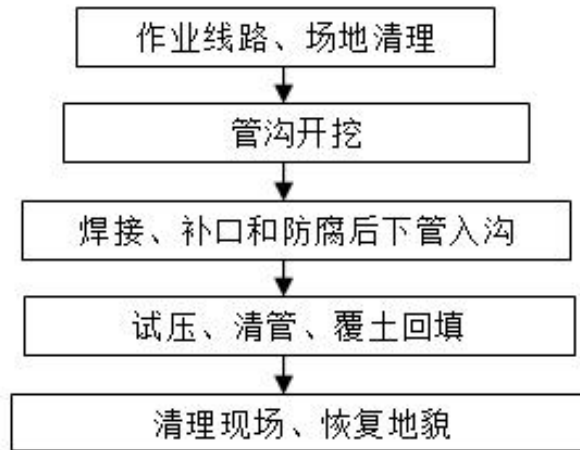 作业线路、场地清理
管沟开挖
焊接、补口和防腐后下管入沟
试压、清管、覆土回填
清理现场、恢复地貌